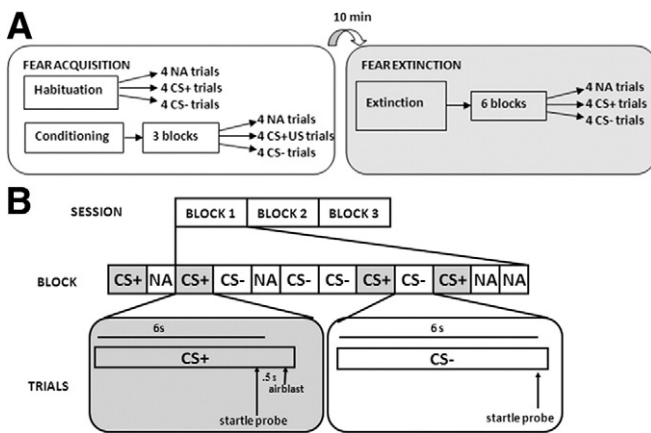 A
10 min
FEAR ACQUISITION
Habituation
4 NA trials
4 CS+ trials
4 CS- trials
Conditioning
3 blocks
4 NA trials
4 CS+US trials
4 CS- trials
FEAR EXTINCTION
Extinction
6 blocks
4 NA trials
4 CS+ trials
4 CS- trials
B
SESSION
BLOCK 1 BLOCK 2 BLOCK 3
BLOCK
CS+ NA CS+ CS- NA CS- CS- CS+ CS- CS+ NA NA
TRIALS
6s
CS+
.5 s
airblast
startle probe
6s
CS-
startle probe